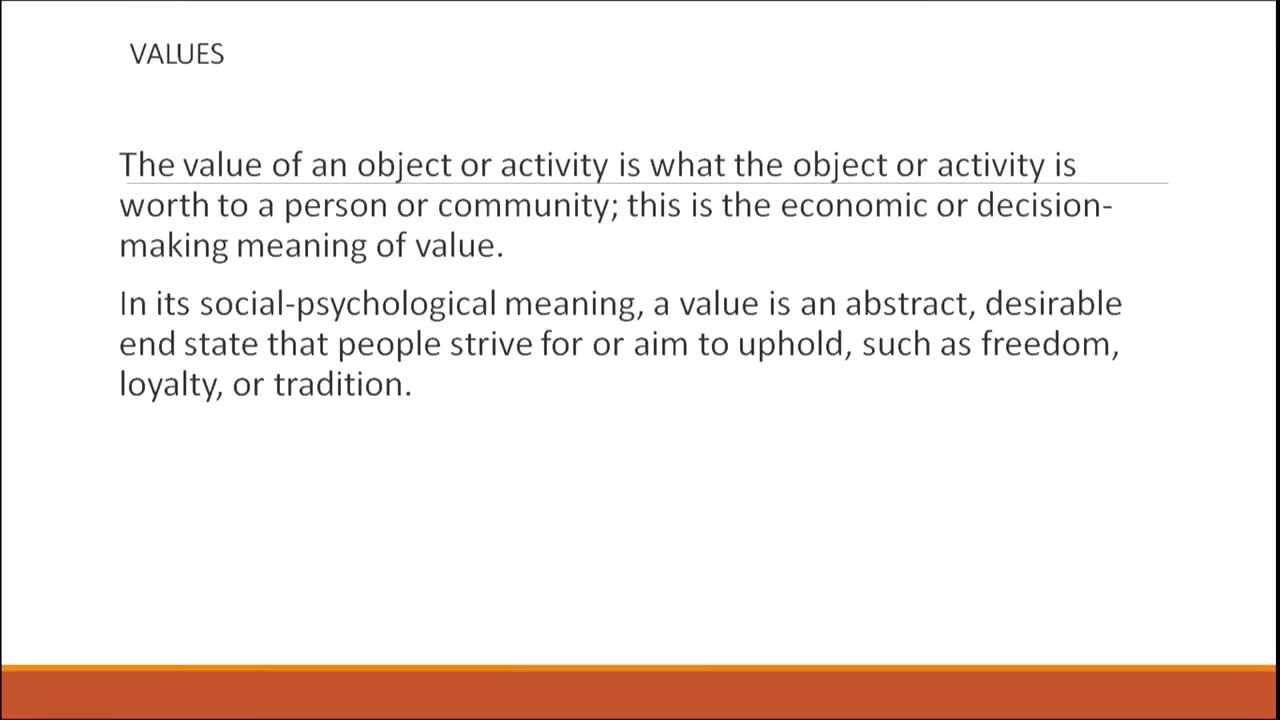 VALUES
The value of an object or activity is what the object or activity is
worth to a person or community; this is the economic or decision-
making meaning of value.
In its social-psychological meaning, a value is an abstract, desirable
end state that people strive for or aim to uphold, such as freedom,
loyalty, or tradition.